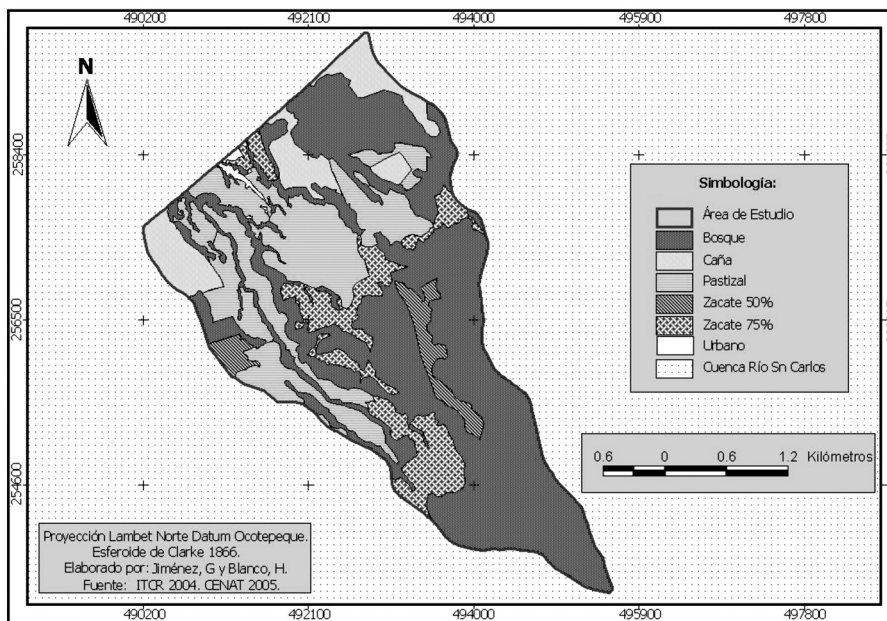 490200 492100 494000 495900 497800
N
258400
256500
254600
Simbología:
Área de Estudio
Bosque
Caña
Pastizal
Zacate 50%
Zacate 75%
Urbano
Cuenca Río Sn Carlos
0.6 0 0.6 1.2 Kilómetros
Proyección Lambet Norte Datum Ocotepeque.
Esferoide de Clarke 1866.
Elaborado por: Jiménez, G y Blanco, H.
Fuente: ITCR 2004. CENAT 2005.
490200 492100 494000 495900 497800